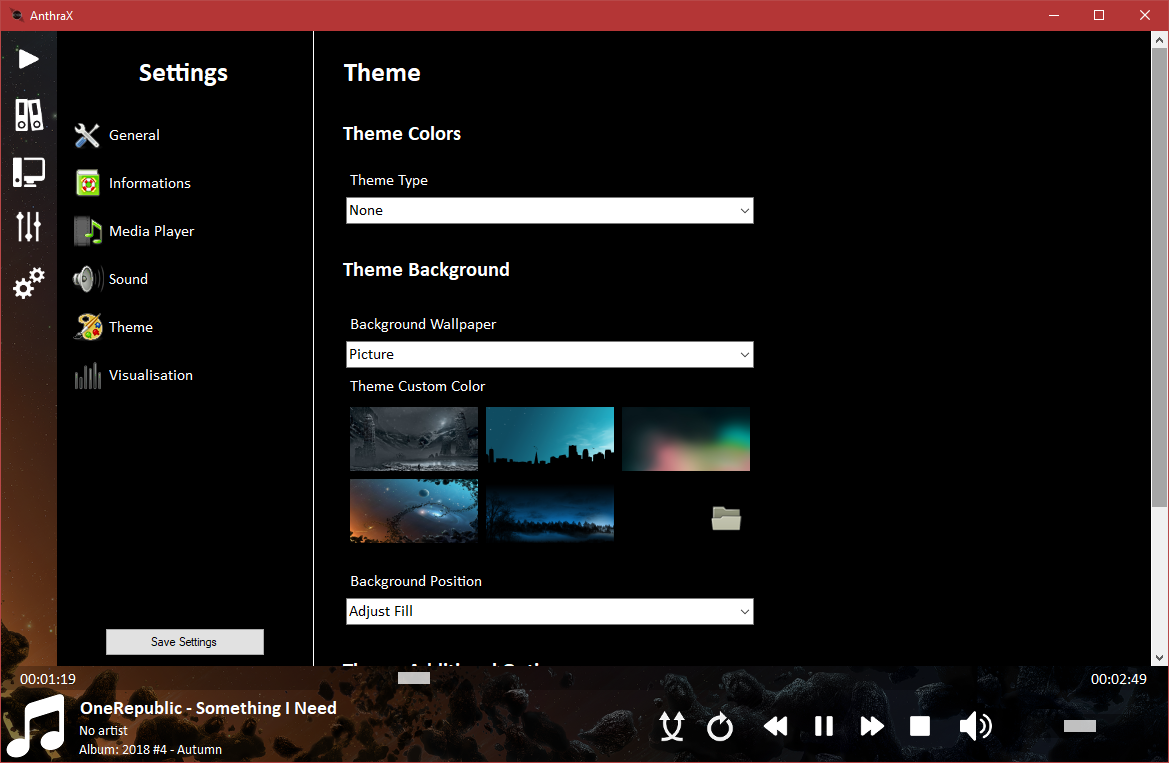 AnthraX
Settings
General
Informations
Media Player
Sound
Theme
Visualisation
Save Settings
Theme
Theme Colors
Theme Type
None
Theme Background
Background Wallpaper
Picture
Theme Custom Color
Background Position
Adjust Fill
00:01:19
00:02:49
OneRepublic - Something I Need
No artist
Album: 2018 #4 - Autumn